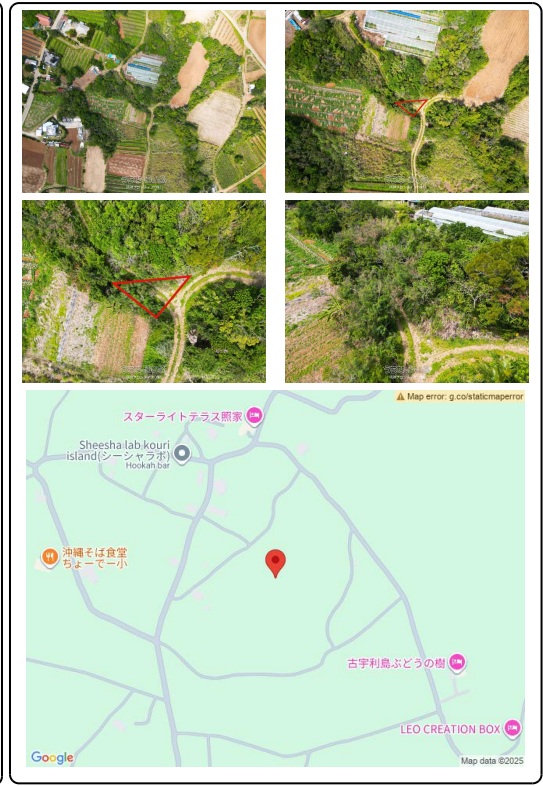 Map error: g.co/staticmaperror
スターライトテラス照家
Sheesha lab kouri
island(シーシャラボ)
Hookah bar
沖縄そば食堂
ちょーでー小
古宇利島ぶどうの樹
LEO CREATION BOX
Google
Map data ©2025